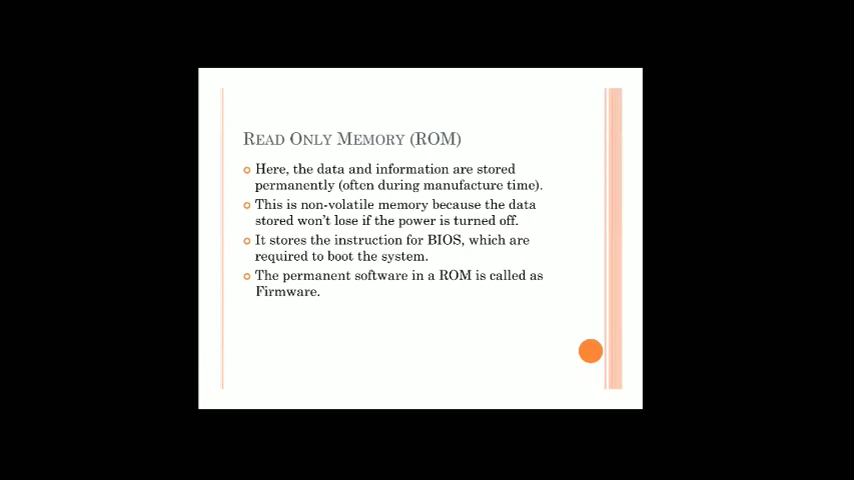 READ ONLY MEMORY (ROM)
Here, the data and information are stored
permanently (often during manufacture time).
This is non-volatile memory because the data
stored won't lose if the power is turned off.
It stores the instruction for BIOS, which are
required to boot the system.
The permanent software in a ROM is called as
Firmware.